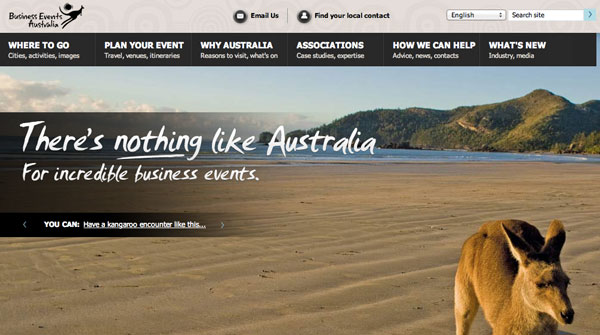 Business Events
Australia
Email Us
Find your local contact
English
Search site
WHERE TO GO
Cities, activities, images
PLAN YOUR EVENT
Travel, venues, itineraries
WHY AUSTRALIA
Reasons to visit, what's on
ASSOCIATIONS
Case studies, expertise
HOW WE CAN HELP
Advice, news, contacts
WHAT'S NEW
Industry, media
There's nothing like Australia
For incredible business events.
YOU CAN: Have a kangaroo encounter like this...